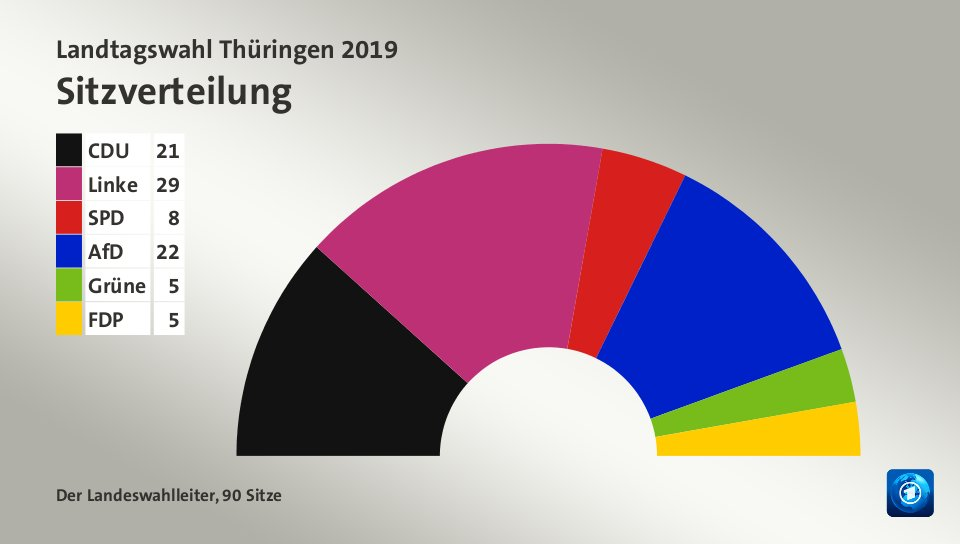 Landtagswahl Thüringen 2019
Sitzverteilung
CDU 21
Linke 29
SPD 8
AfD 22
Grüne 5
FDP 5
Der Landeswahlleiter, 90 Sitze
1